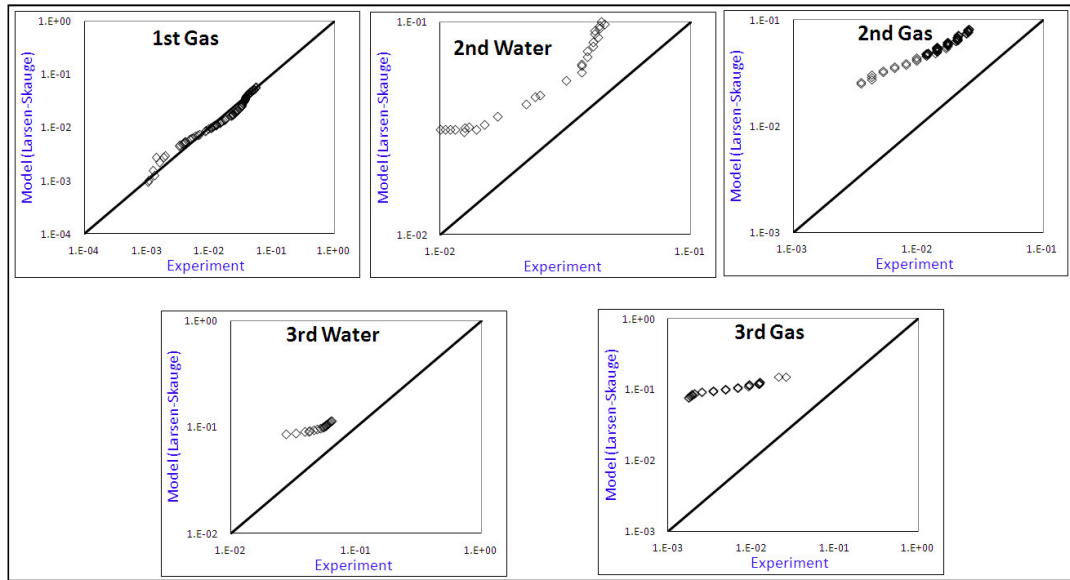 1st Gas
Model (Larsen-Skauge)
1.E+00
1.E-01
1.E-02
1.E-03
1.E-04
1.E-04
1.E-03
1.E-02
1.E-01
1.E+00
Experiment
2nd Water
Model (Larsen-Skauge)
1.E-01
1.E-02
1.E-02
1.E-01
Experiment
2nd Gas
Model (Larsen-Skauge)
1.E-01
1.E-02
1.E-03
1.E-03
1.E-02
1.E-01
Experiment
3rd Water
Model (Larsen-Skauge)
1.E+00
1.E-01
1.E-02
1.E-02
1.E-01
1.E+00
Experiment
3rd Gas
Model (Larsen-Skauge)
1.E+00
1.E-01
1.E-02
1.E-03
1.E-03
1.E-02
1.E-01
1.E+00
Experiment